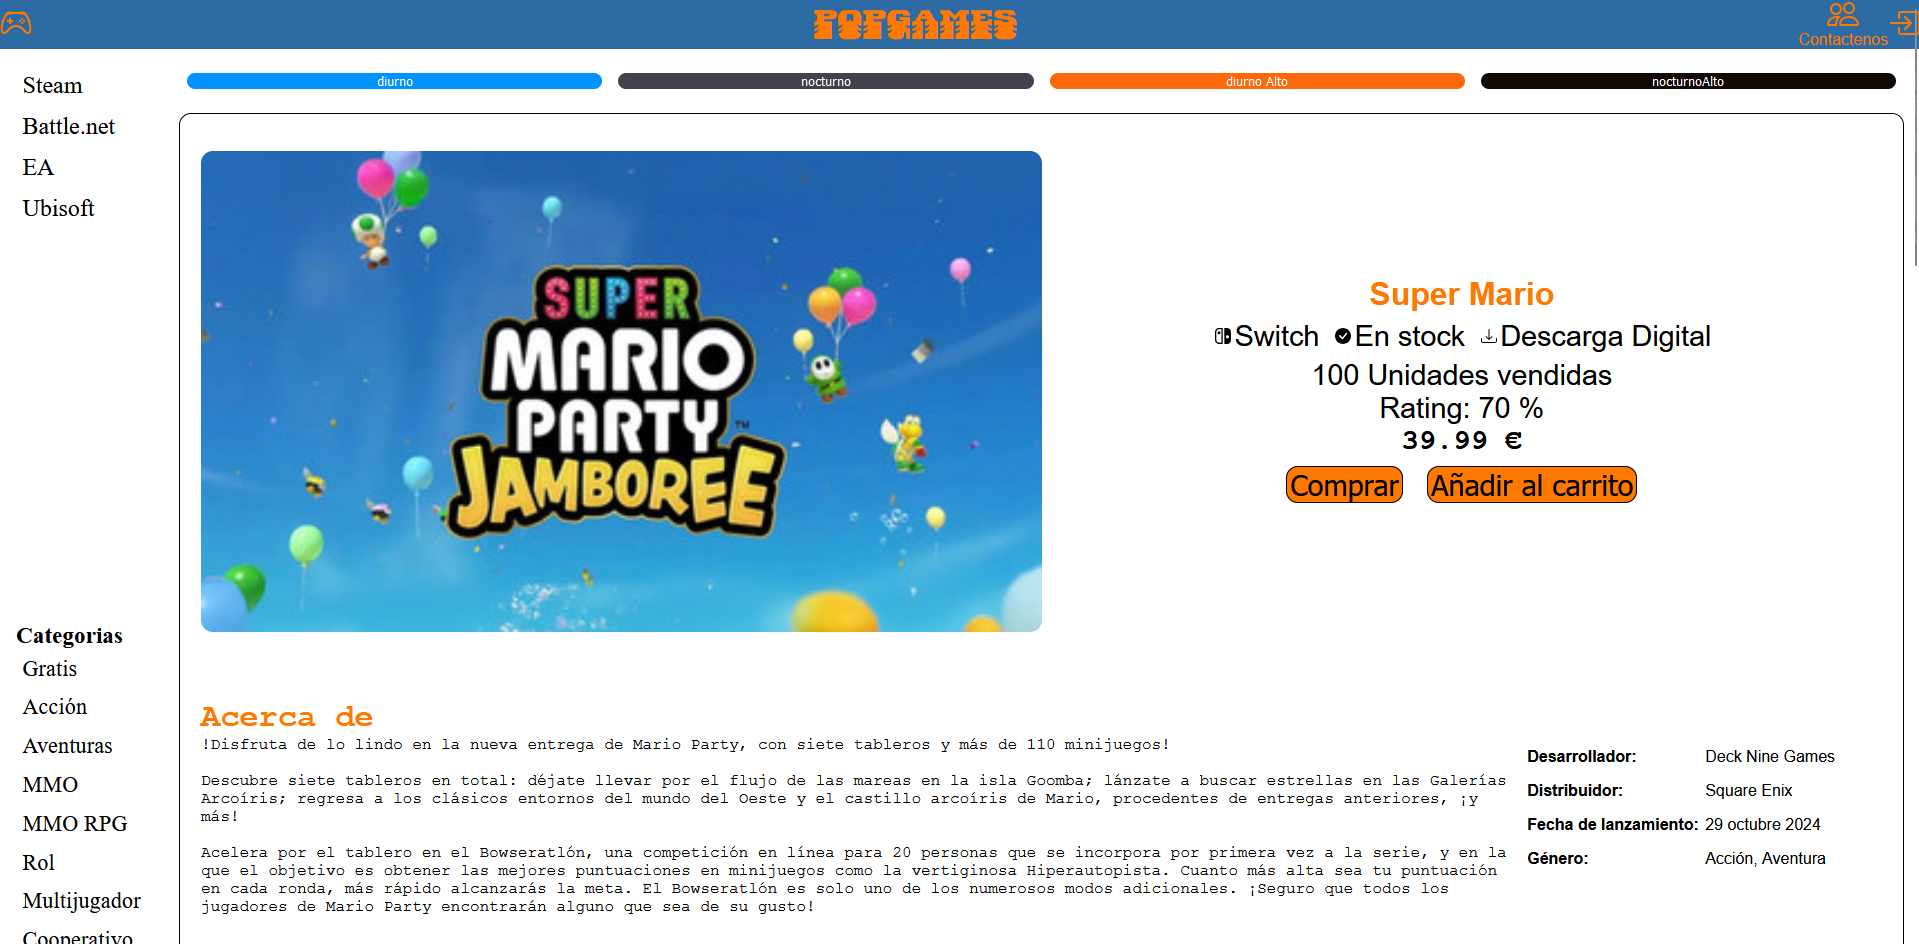 POPGAMES
Contactenos
Steam
Battle.net
EA
Ubisoft
diurno
nocturno
diurno Alto
nocturnoAlto
SUPER
MARIO
PARTY
TM
JAMBOREE
Super Mario
Switch En stock Descarga Digital
100 Unidades vendidas
Rating: 70 %
39.99 €
Comprar Añadir al carrito
Categorias
Gratis
Acción
Aventuras
MMO
MMO RPG
Rol
Multijugador
Cooperativo
Acerca de
!Disfruta de lo lindo en la nueva entrega de Mario Party, con siete tableros y más de 110 minijuegos!
Descubre siete tableros en total: déjate llevar por el flujo de las mareas en la isla Goomba; lánzate a buscar estrellas en las Galerías
Arcoíris; regresa a los clásicos entornos del mundo del Oeste y el castillo arcoíris de Mario, procedentes de entregas anteriores, ¡y
más!
Acelera por el tablero en el Bowseratlón, una competición en línea para 20 personas que se incorpora por primera vez a la serie, y en la
que el objetivo es obtener las mejores puntuaciones en minijuegos como la vertiginosa Hiperautopista. Cuanto más alta sea tu puntuación
en cada ronda, más rápido alcanzarás la meta. El Bowseratlón es solo uno de los numerosos modos adicionales. ¡Seguro que todos los
jugadores de Mario Party encontrarán alguno que sea de su gusto!
Desarrollador: Deck Nine Games
Distribuidor: Square Enix
Fecha de lanzamiento: 29 octubre 2024
Género: Acción, Aventura